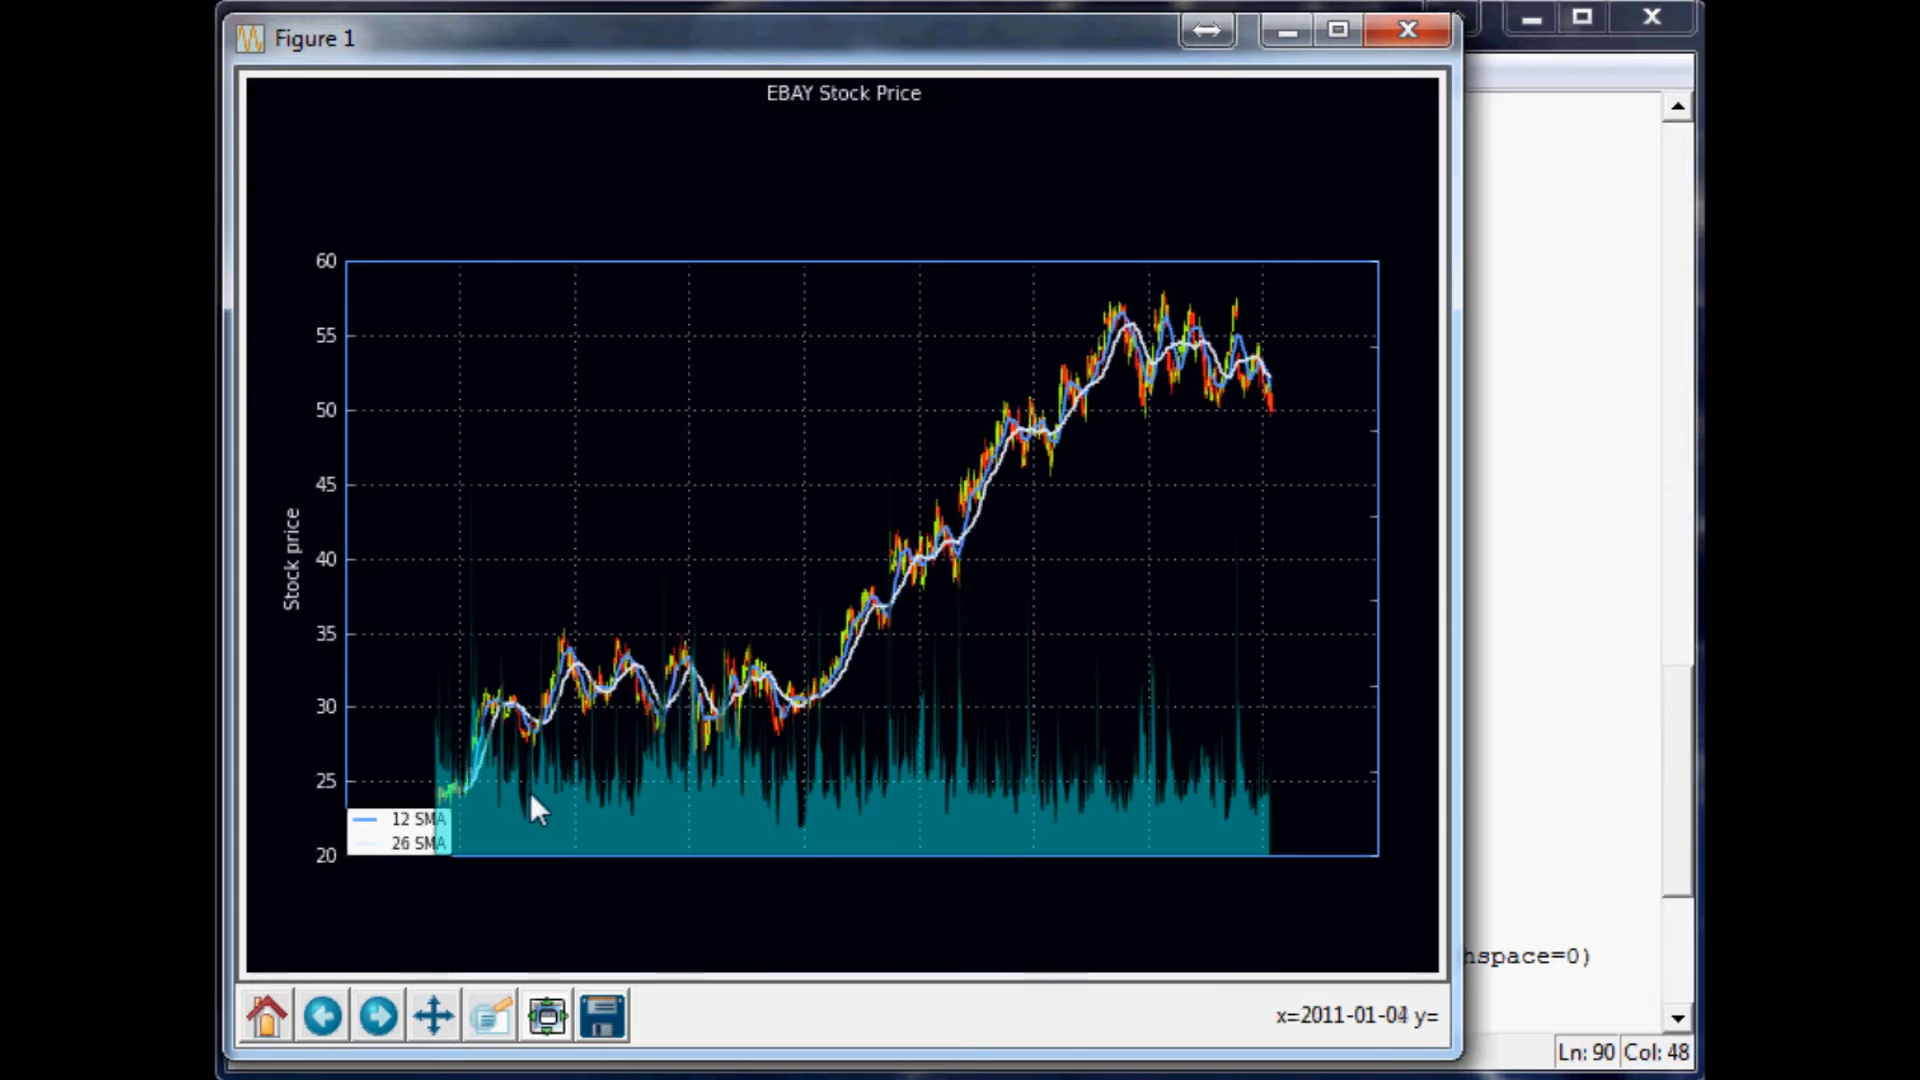 Figure 1
EBAY Stock Price
60
55
50
45
40
35
30
25
20
Stock price
12 SMA
26 SMA
hspace=0)
x=2011-01-04 y=
Ln: 90 Col: 48